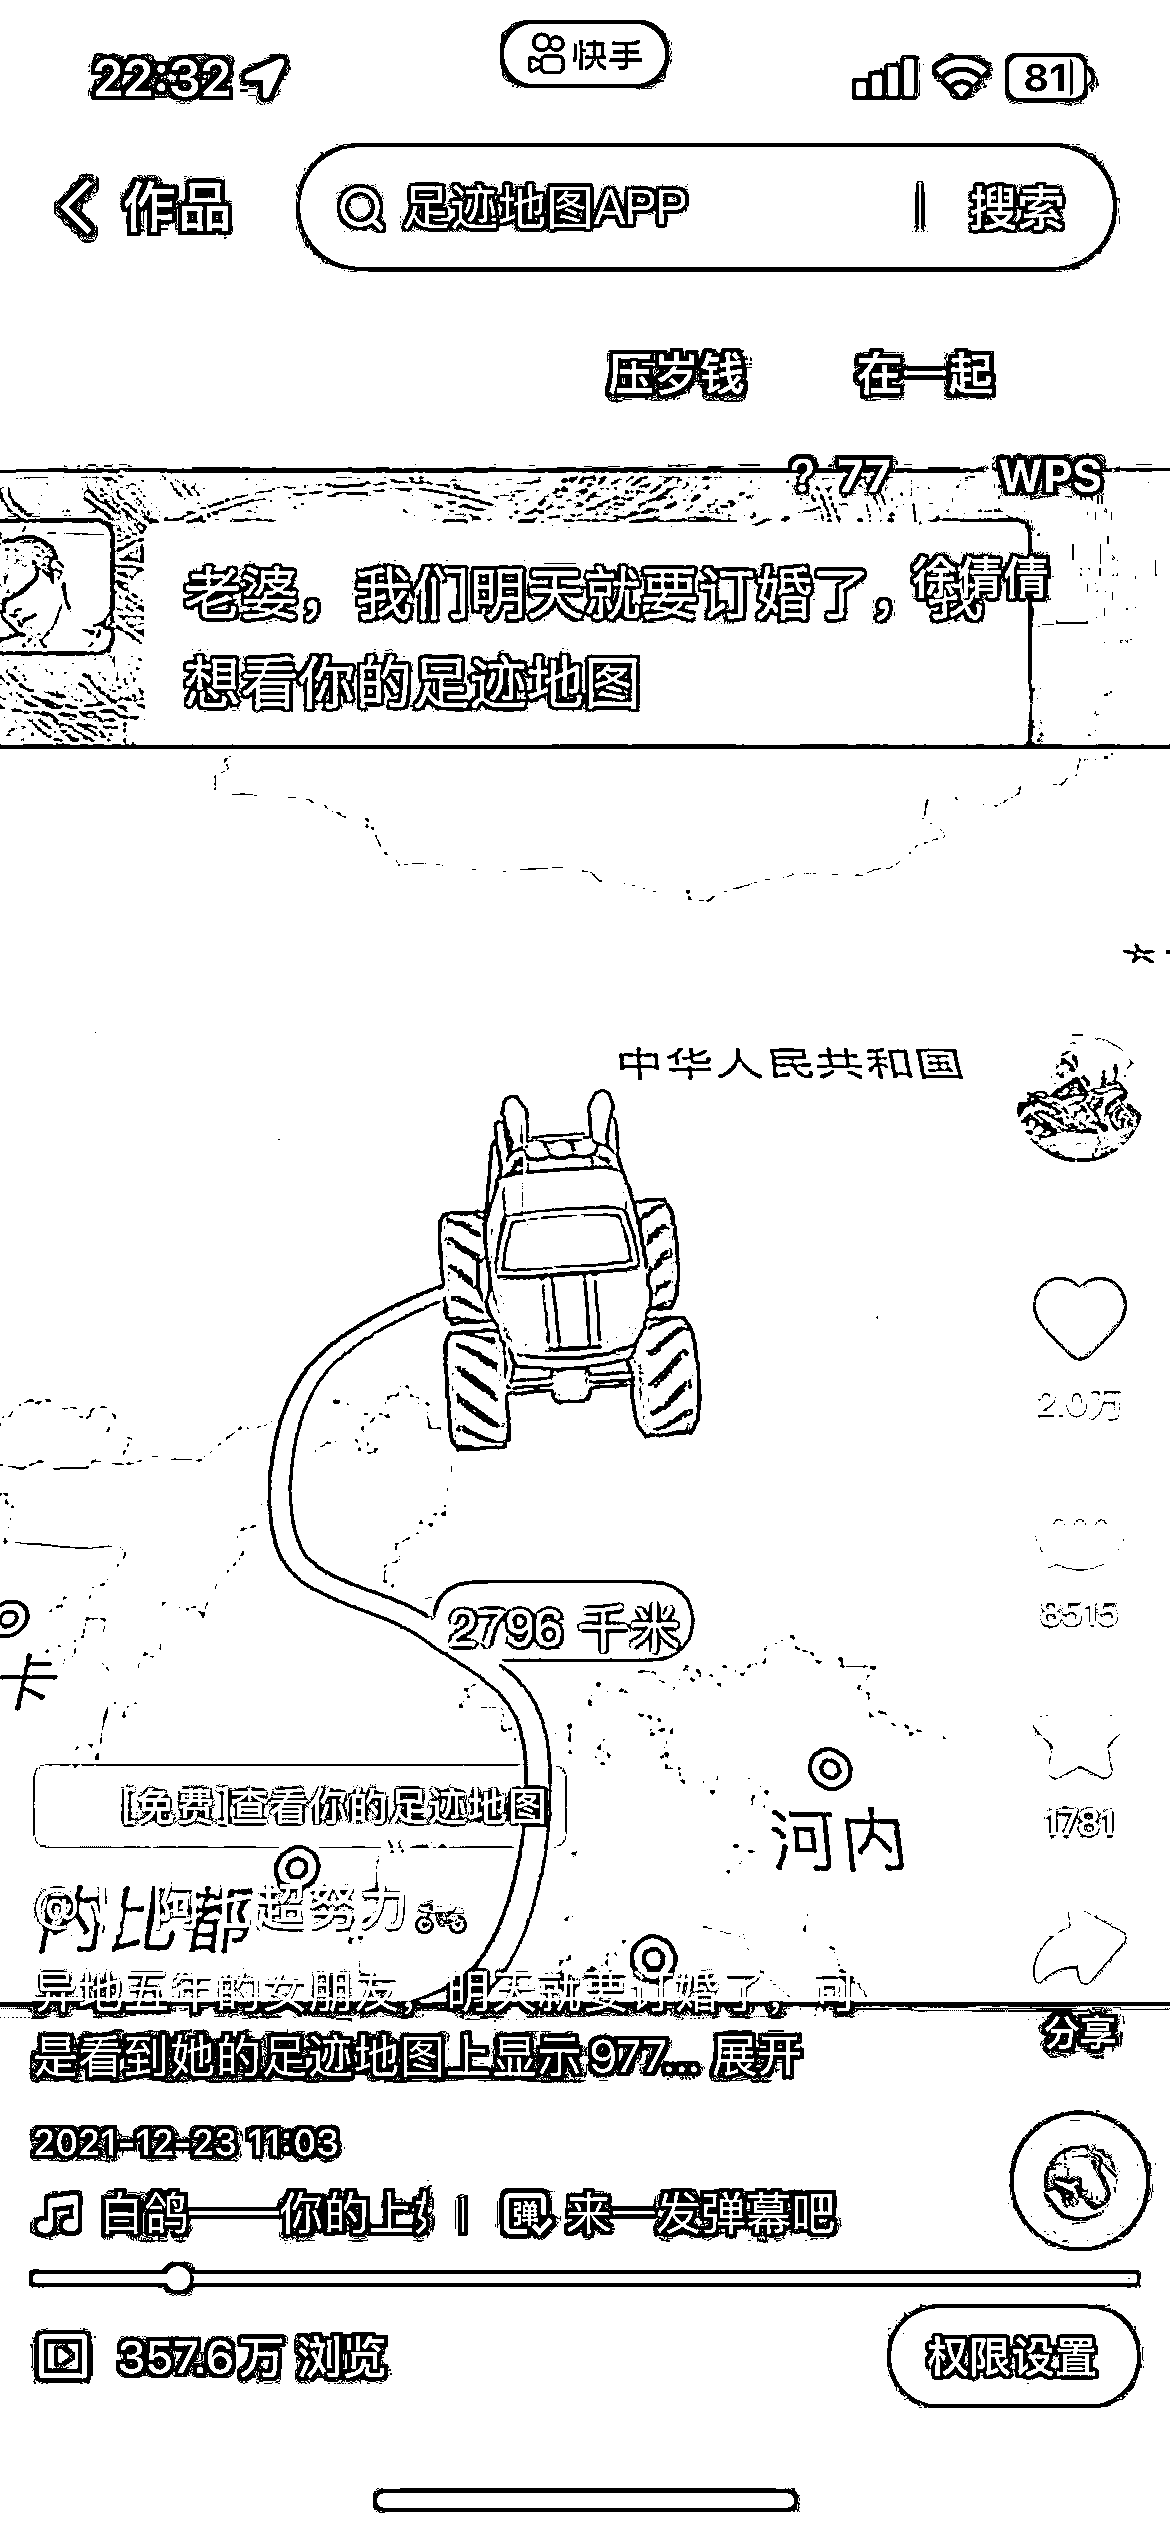 22:32
快手
81
作品
足迹地图APP
搜索
压岁钱
在一起
? 77
WPS
徐倩倩
老婆，我们明天就要订婚了，我
想看你的足迹地图
中华人民共和国
2.0万
8515
2796 千米
卡
[免费]查看你的足迹地图
河内
1781
内比都
超努力
异地五年的女朋友，明天就要订婚了，可
是看到她的足迹地图上显示 977... 展开
分享
2021-12-23 11:03
白鸽——你的上
来一发弹幕吧
357.6万 浏览
权限设置